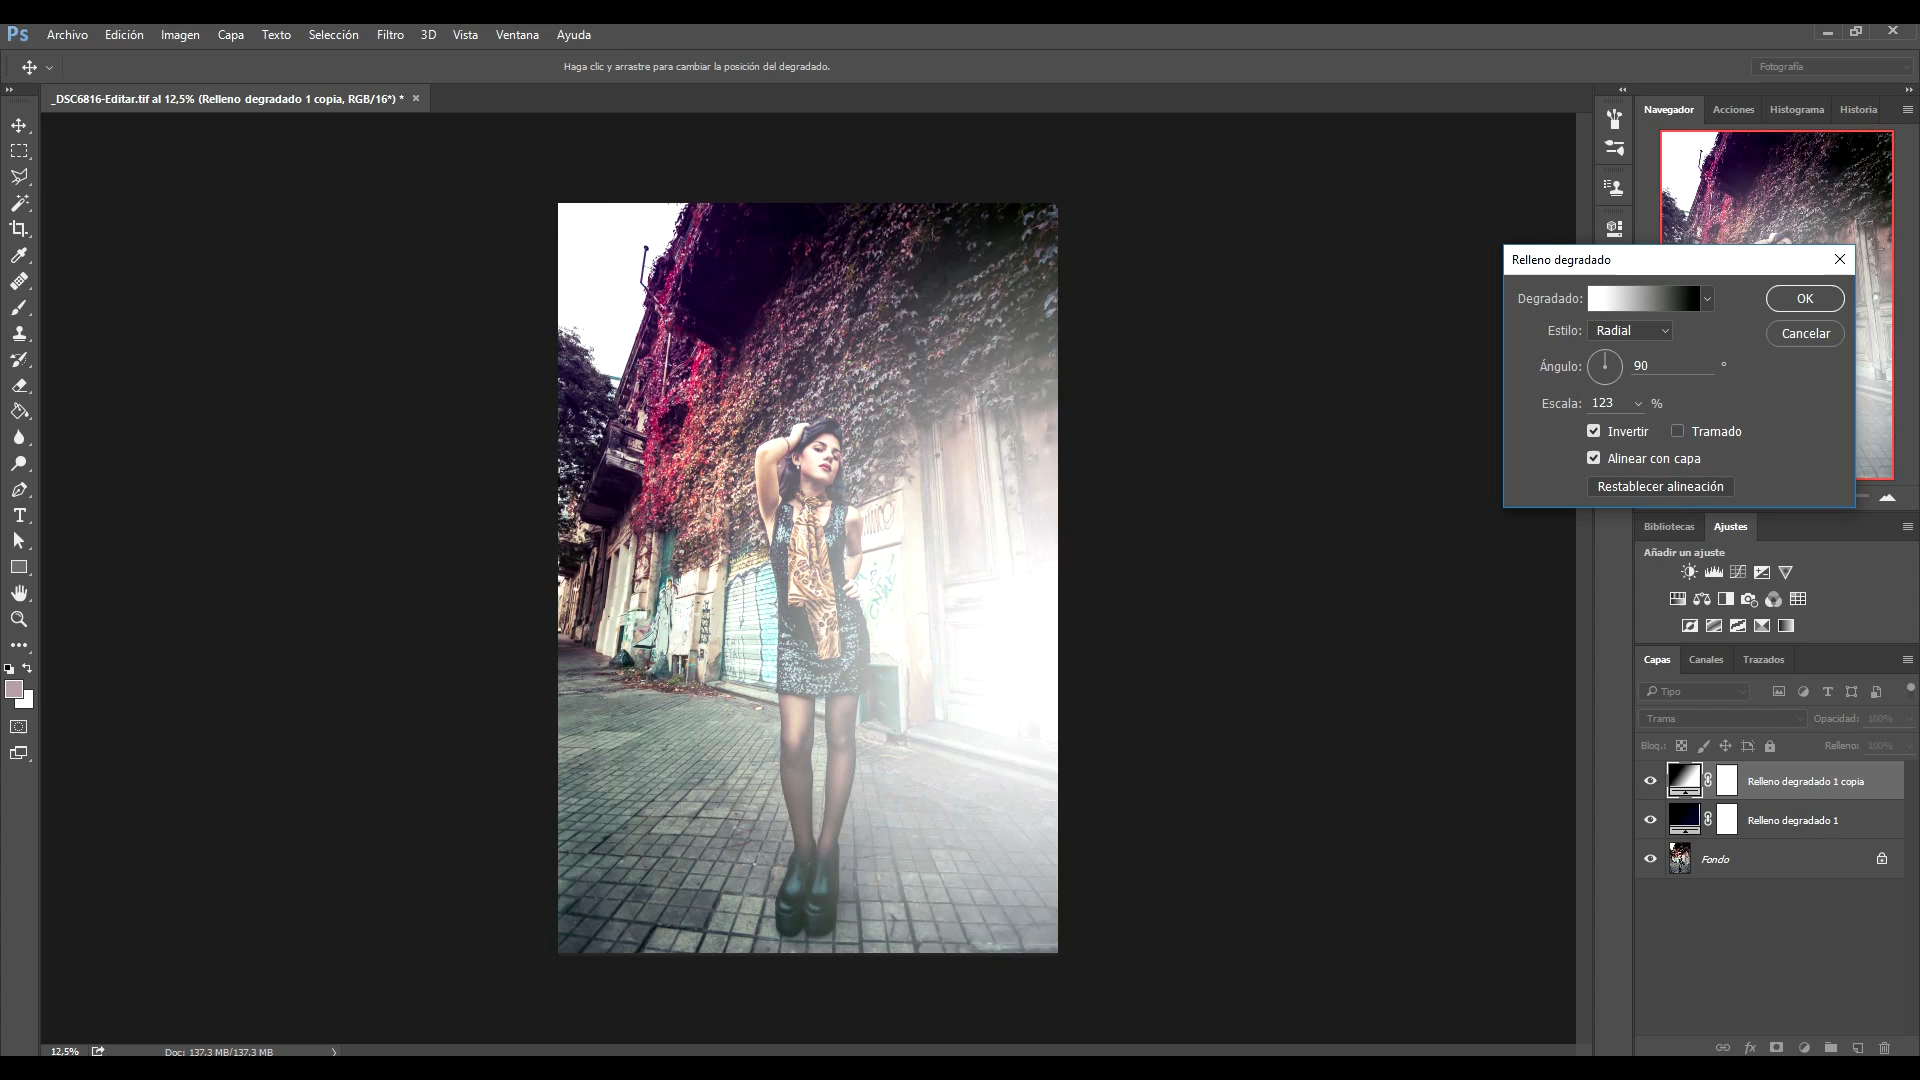 Ps Archivo Edición Imagen Capa Texto Selección Filtro 3D Vista Ventana Ayuda
Haga clic y arrastre para cambiar la posición del degradado.
Fotografía
_DSC6816-Editar.tif al 12,5% (Relleno degradado 1 copia, RGB/16*) *
Navegador Acciones Histograma Historia
Relleno degradado
Degradado:
OK
Estilo: Radial
Cancelar
Ángulo: 90 °
Escala: 123 %
Invertir Tramado
Alinear con capa
Restablecer alineación
Bibliotecas Ajustes
Añadir un ajuste
Capas Canales Trazados
Tipo
Trama Opacidad: 100%
Bloq.: Relleno: 100%
Relleno degradado 1 copia
Relleno degradado 1
Fondo
12,5% Doc: 137,3 MB/137,3 MB